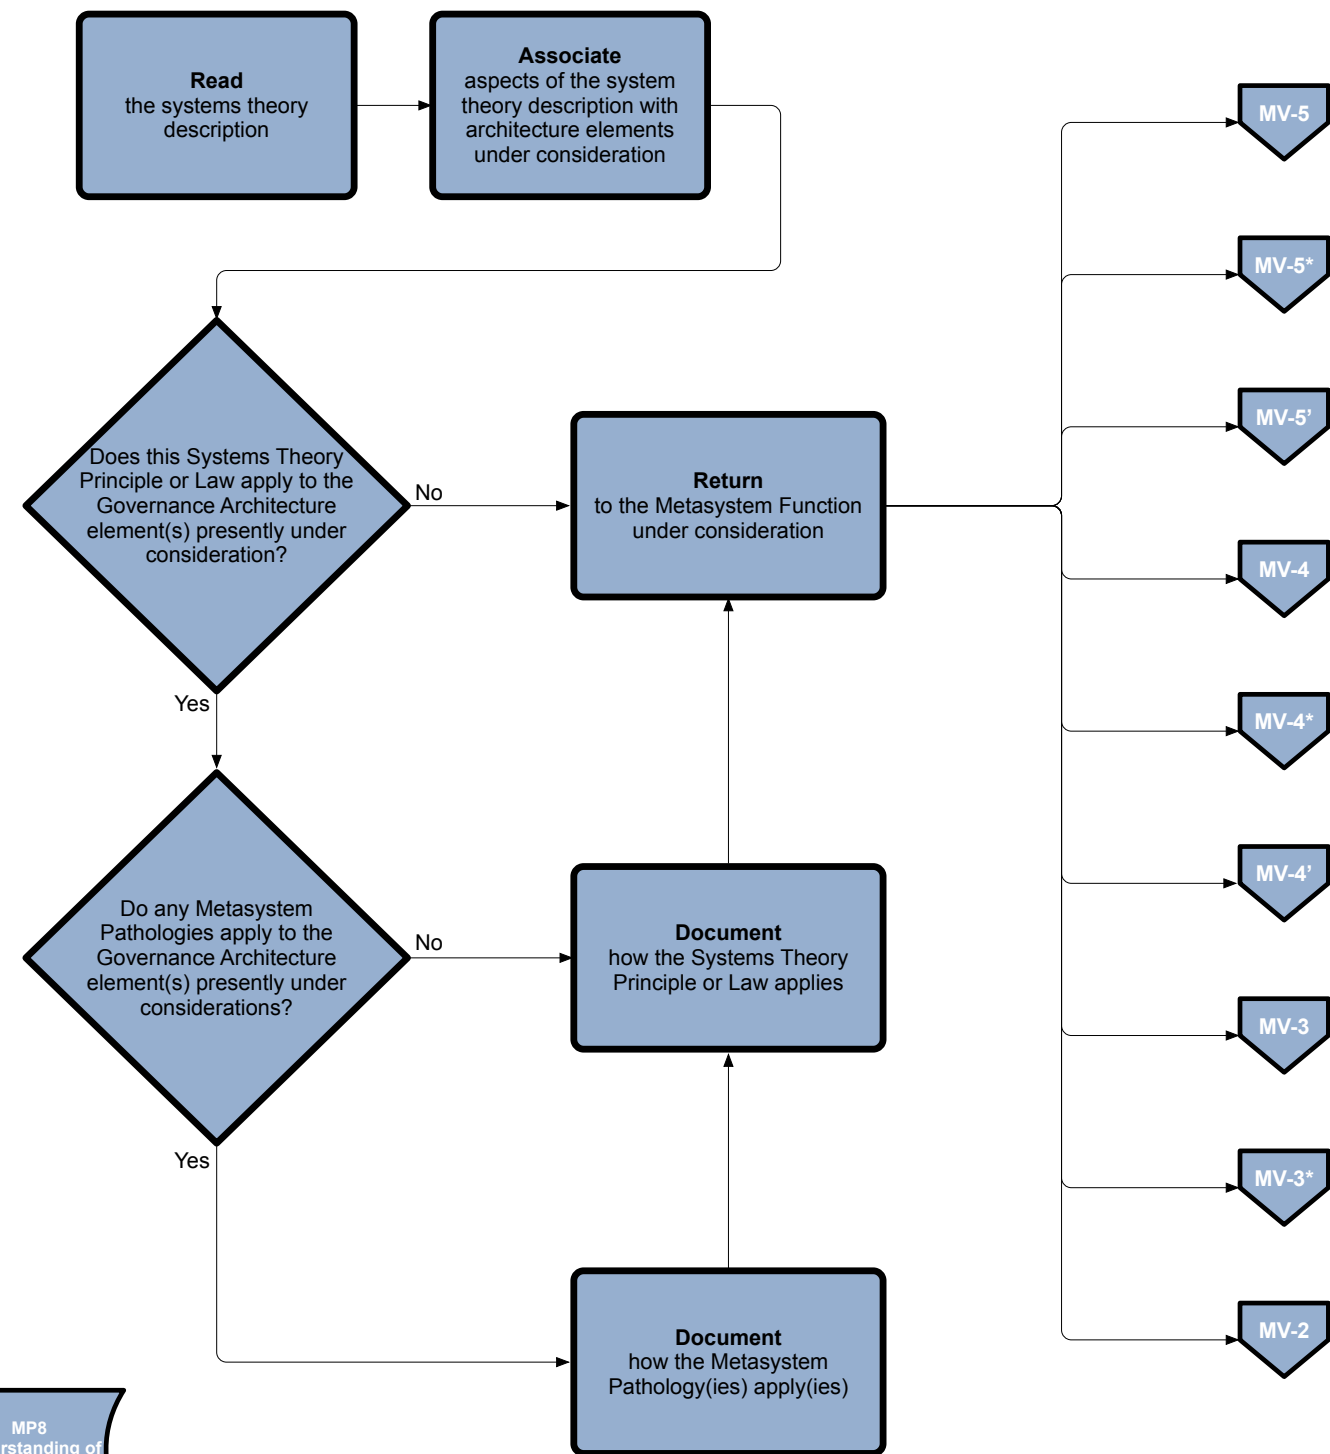 Read
the systems theory
description
Associate
aspects of the system
theory description with
architecture elements
under consideration
MV-5
MV-5*
MV-5’
Does this Systems Theory
Principle or Law apply to the
Governance Architecture
element(s) presently under
consideration?
No
Return
to the Metasystem Function
under consideration
MV-4
Yes
MV-4*
Do any Metasystem
Pathologies apply to the
Governance Architecture
element(s) presently under
considerations?
No
Document
how the Systems Theory
Principle or Law applies
MV-4’
MV-3
Yes
MV-3*
MV-2
Document
how the Metasystem
Pathology(ies) apply(ies)
MP8
of